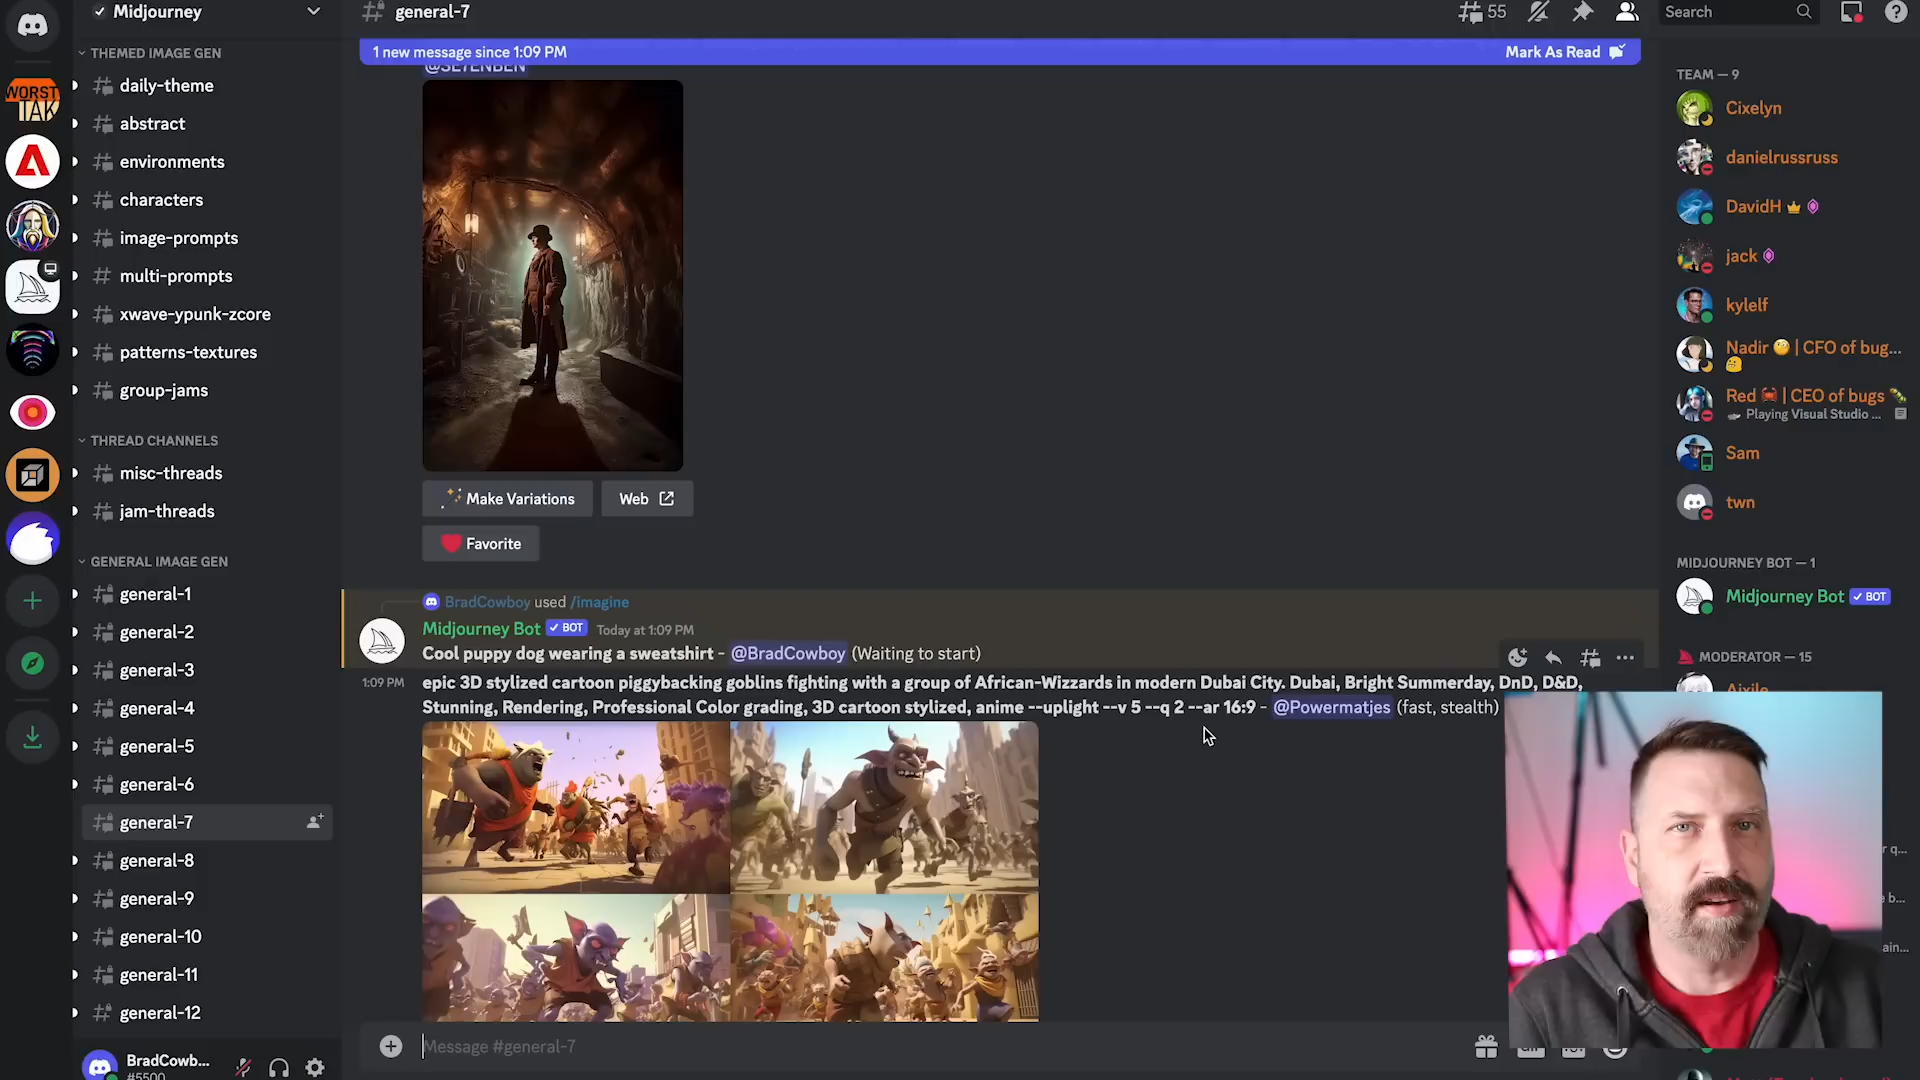 Midjourney
THEMED IMAGE GEN
daily-theme
abstract
environments
characters
image-prompts
multi-prompts
xwave-ypunk-zcore
patterns-textures
group-jams
THREAD CHANNELS
misc-threads
jam-threads
GENERAL IMAGE GEN
general-1
general-2
general-3
general-4
general-5
general-6
general-7
general-8
general-9
general-10
general-11
general-12
BradCowb...
#5500
WORST
TAK
general-7
55
Search
1 new message since 1:09 PM
Mark As Read
@SE7ENBEN
Make Variations
Web
Favorite
BradCowboy used /imagine
Midjourney Bot BOT Today at 1:09 PM
Cool puppy dog wearing a sweatshirt - @BradCowboy (Waiting to start)
1:09 PM epic 3D stylized cartoon piggybacking goblins fighting with a group of African-Wizzards in modern Dubai City. Dubai, Bright Summerday, DnD, D&D,
Stunning, Rendering, Professional Color grading, 3D cartoon stylized, anime --uplight --v 5 --q 2 --ar 16:9 - @Powermatjes (fast, stealth)
Message #general-7
TEAM — 9
Cixelyn
danielrussruss
DavidH
jack
kylelf
Nadir | CFO of bug...
Red | CEO of bugs
Playing Visual Studio ...
Sam
twn
MIDJOURNEY BOT — 1
Midjourney Bot BOT
MODERATOR — 15